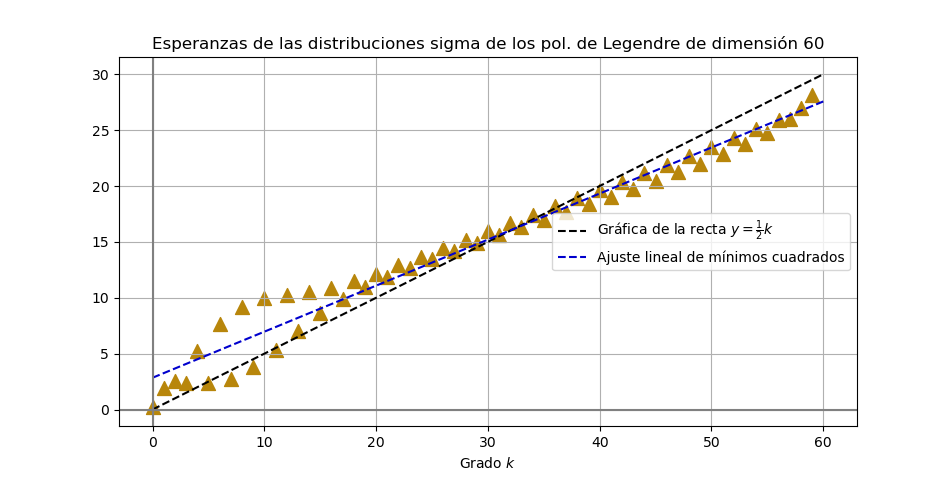 Esperanzas de las distribuciones sigma de los pol. de Legendre de dimensión 60
30
25
20
15
10
5
0
Gráfica de la recta y = 1/2 k
Ajuste lineal de mínimos cuadrados
0 10 20 30 40 50 60
Grado k